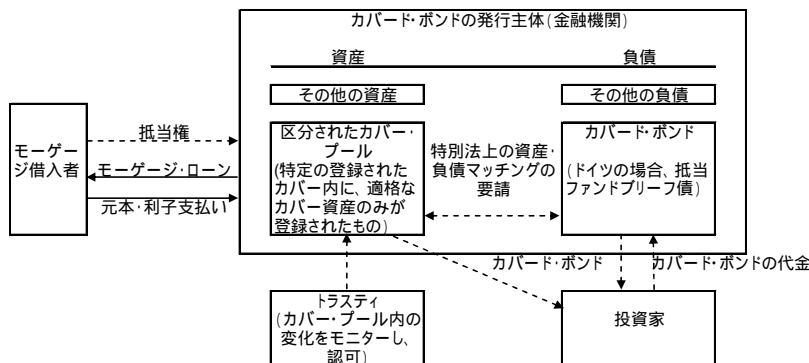 カバード・ボンドの発行主体(金融機関)
資産
負債
その他の資産
その他の負債
モーゲー
ジ借入者
抵当権
モーゲージ・ローン
元本・利子支払い
区分されたカバー・
プール
(特定の登録された
カバー内に、適格な
カバー資産のみが
登録されたもの)
特別法上の資産・
負債マッチングの
要請
カバード・ボンド
(ドイツの場合、抵当
ファンドブリーフ債)
カバード・ボンド
カバード・ボンドの代金
トラスティ
(カバー・プール内の
変化をモニターし、
認可)
投資家